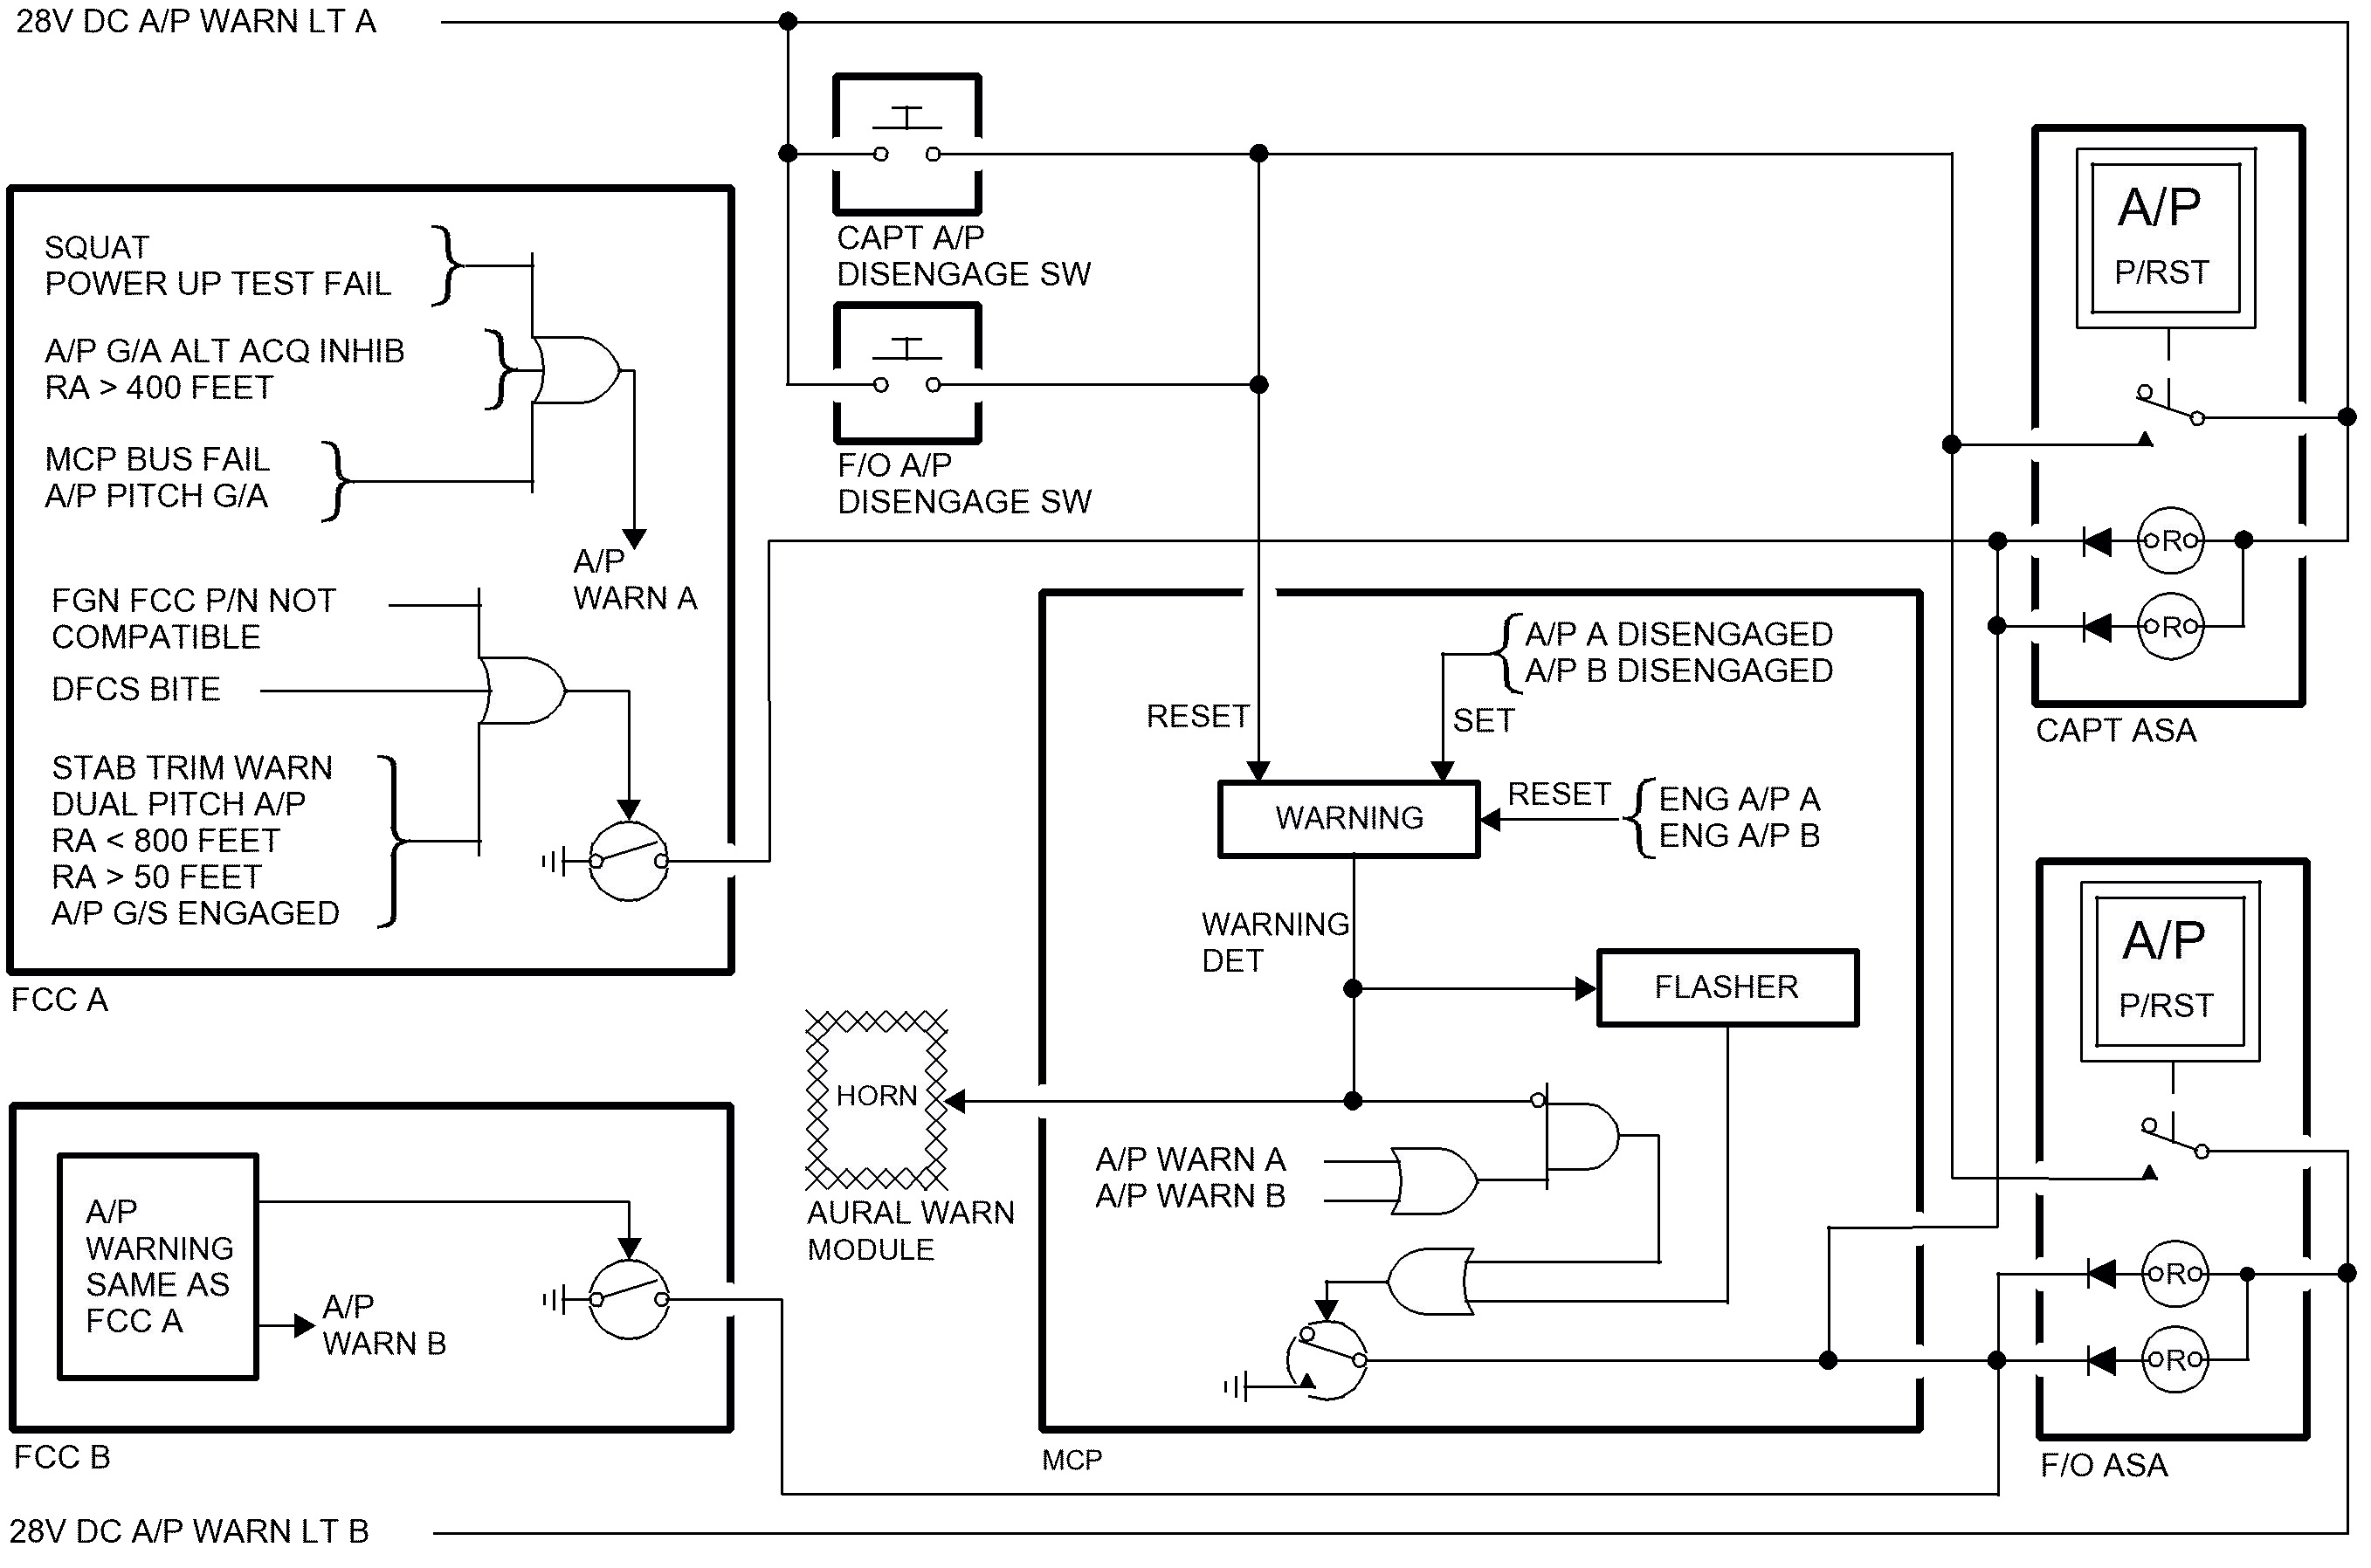 28V DC A/P WARN LT A
CAPT A/P
DISENGAGE SW
F/O A/P
DISENGAGE SW
SQUAT
POWER UP TEST FAIL
A/P G/A ALT ACQ INHIB
RA > 400 FEET
MCP BUS FAIL
A/P PITCH G/A
A/P
WARN A
FGN FCC P/N NOT
COMPATIBLE
DFCS BITE
STAB TRIM WARN
DUAL PITCH A/P
RA < 800 FEET
RA > 50 FEET
A/P G/S ENGAGED
FCC A
A/P
P/RST
R
R
CAPT ASA
A/P A DISENGAGED
A/P B DISENGAGED
RESET
SET
WARNING
RESET
ENG A/P A
ENG A/P B
WARNING
DET
FLASHER
HORN
AURAL WARN
MODULE
A/P WARN A
A/P WARN B
MCP
A/P
P/RST
R
R
F/O ASA
A/P
WARNING
SAME AS
FCC A
A/P
WARN B
FCC B
28V DC A/P WARN LT B